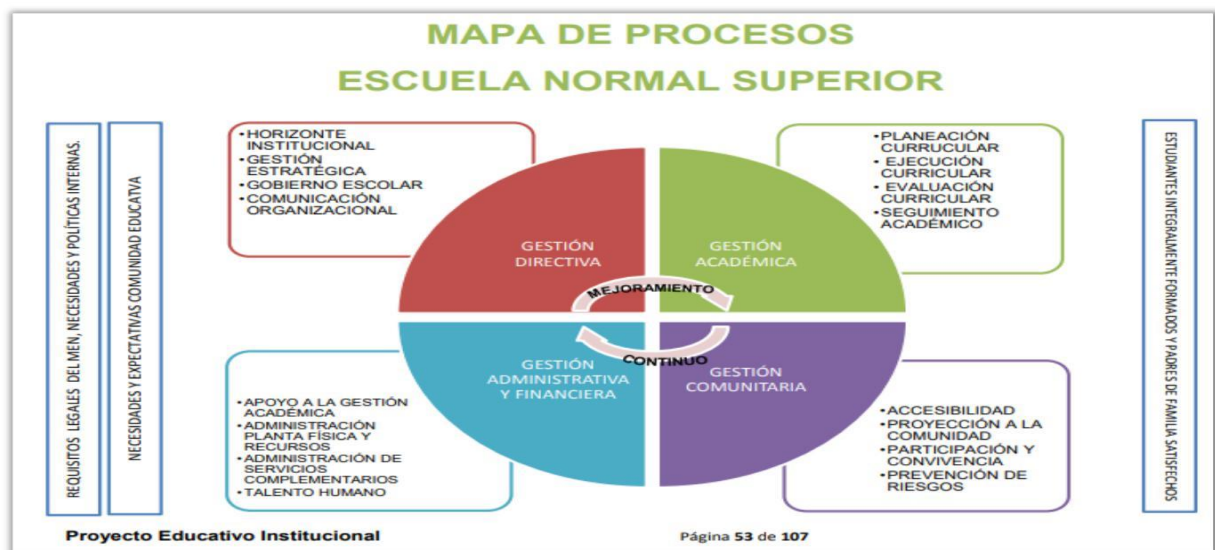 MAPA DE PROCESOS
ESCUELA NORMAL SUPERIOR
REQUISITOS LEGALES DEL MEN, NECESIDADES Y POLÍTICAS INTERNAS.
NECESIDADES Y EXPECTATIVAS COMUNIDAD EDUCATIVA
•HORIZONTE
INSTITUCIONAL
•GESTIÓN
ESTRATÉGICA
•GOBIERNO ESCOLAR
•COMUNICACIÓN
ORGANIZACIONAL
GESTIÓN
DIRECTIVA
GESTIÓN
ACADÉMICA
•PLANEACIÓN
CURRUCULAR
• EJECUCIÓN
CURRICULAR
• EVALUACIÓN
CURRICULAR
•SEGUIMIENTO
ACADÉMICO
MEJORAMIENTO
CONTINUO
• APOYO A LA GESTIÓN
ACADÉMICA
• ADMINISTRACIÓN
PLANTA FÍSICA Y
RECURSOS
• ADMINISTRACIÓN DE
SERVICIOS
COMPLEMENTARIOS
• TALENTO HUMANO
GESTIÓN
ADMINISTRATIVA
Y FINANCIERA
GESTIÓN
COMUNITARIA
• ACCESIBILIDAD
• PROYECCIÓN A LA
COMUNIDAD
• PARTICIPACIÓN Y
CONVIVENCIA
• PREVENCIÓN DE
RIESGOS
ESTUDIANTES INTEGRALMENTE FORMADOS Y PADRES DE FAMILIA SATISFECHOS
Proyecto Educativo Institucional
Página 53 de 107